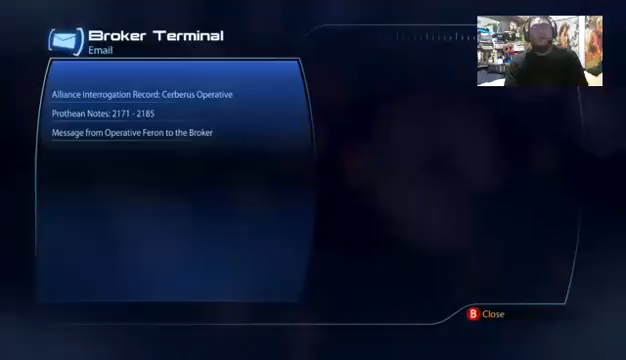 Broker Terminal
Email
Alliance Interrogation Record: Cerberus Operative
Prothean Notes: 2171 - 2185
Message from Operative Feron to the Broker
B Close